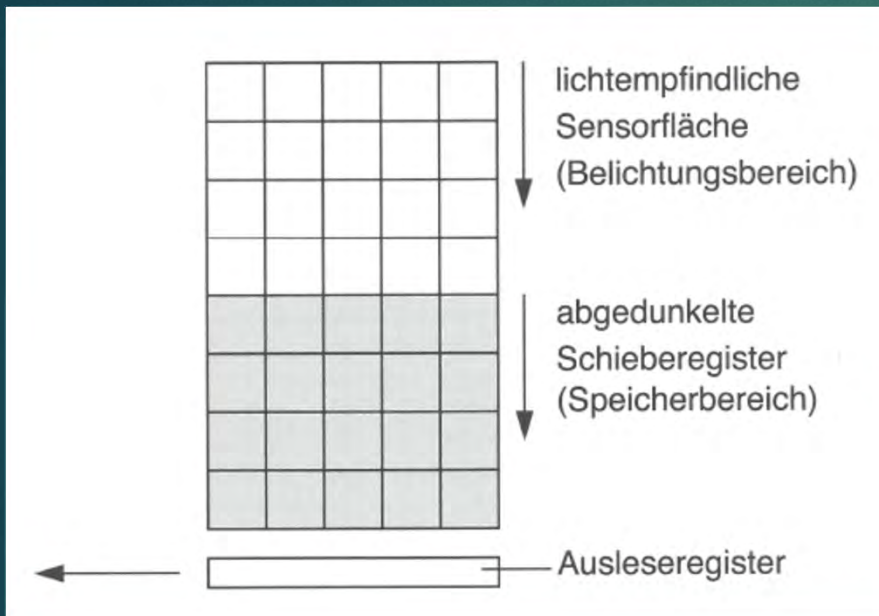 lichtempfindliche
Sensorfläche
(Belichtungsbereich)
abgedunkelte
Schieberegister
(Speicherbereich)
Ausleseregister